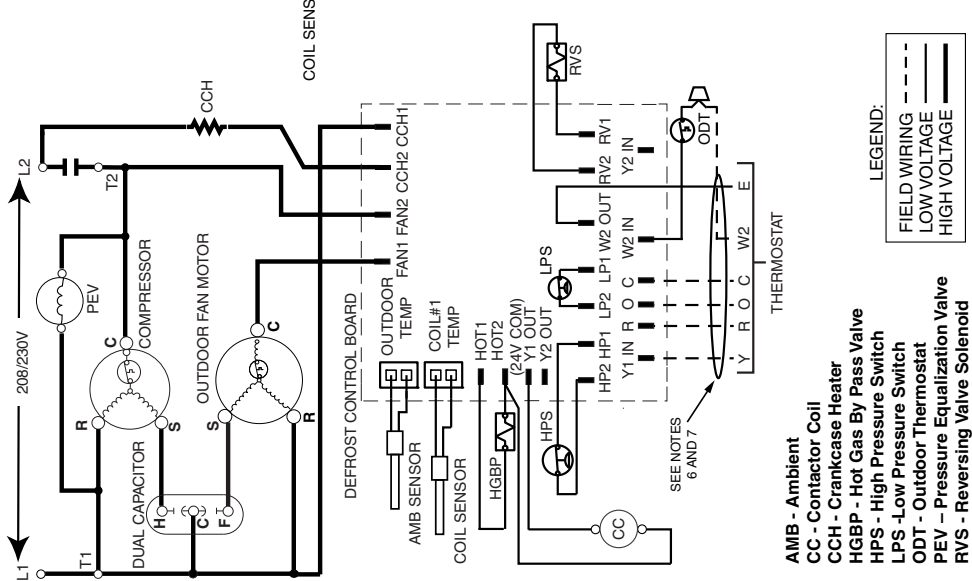 L1
208/230V
L2
T1
T2
PEV
R
S
C
COMPRESSOR
OUTDOOR FAN MOTOR
S
R
C
DUAL CAPACITOR
H
C
F
CCH
COIL SENS
DEFROST CONTROL BOARD
FAN1
FAN2
CCH2
CCH1
OUTDOOR
TEMP
COIL#1
TEMP
AMB SENSOR
COIL SENSOR
HOT1
HOT2
(24V COM)
Y1 OUT
Y2 OUT
HGBP
HPS
LPS
RVS
CC
HP2
HP1
LP2
LP1
W2 OUT
RV2
RV1
Y1 IN
R
O
C
W2 IN
Y2 IN
ODT
SEE NOTES
6 AND 7
Y
R
O
C
W2
E
THERMOSTAT
LEGEND:
FIELD WIRING
LOW VOLTAGE
HIGH VOLTAGE
AMB - Ambient
CC - Contactor Coil
CCH - Crankcase Heater
HGBP - Hot Gas By Pass Valve
HPS - High Pressure Switch
LPS -Low Pressure Switch
ODT - Outdoor Thermostat
PEV – Pressure Equalization Valve
RVS - Reversing Valve Solenoid